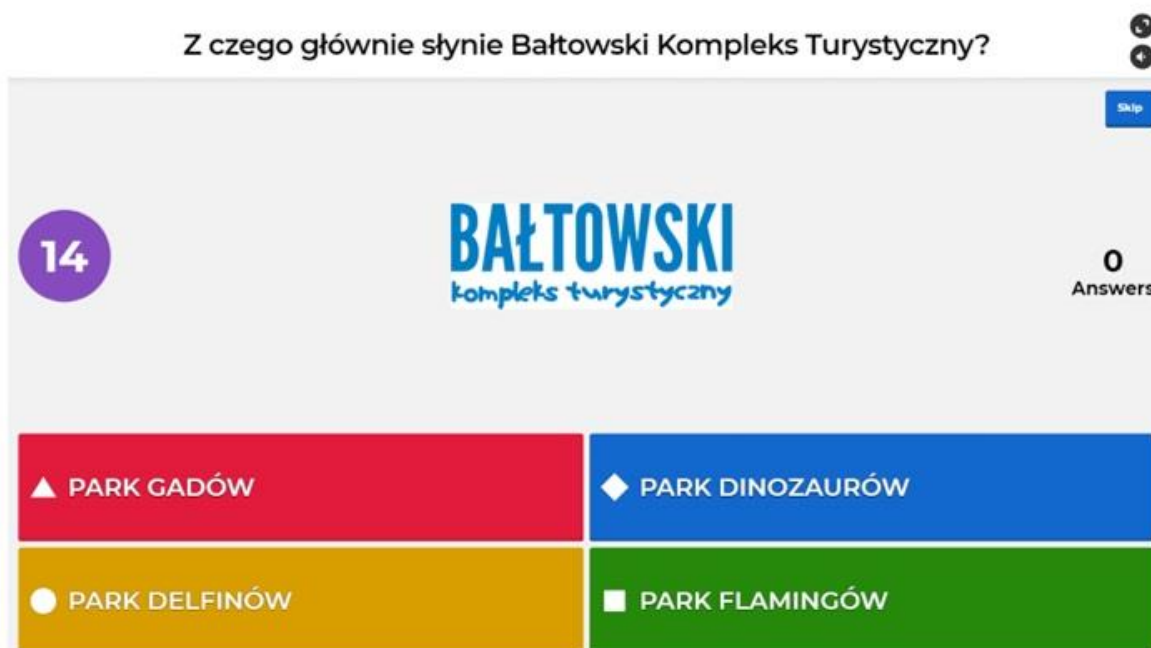 Z czego głównie słynie Bałtowski Kompleks Turystyczny?
Skip
14
BAŁTOWSKI
kompleks turystyczny
0
Answers
PARK GADÓW
PARK DINOZAURÓW
PARK DELFINÓW
PARK FLAMINGÓW